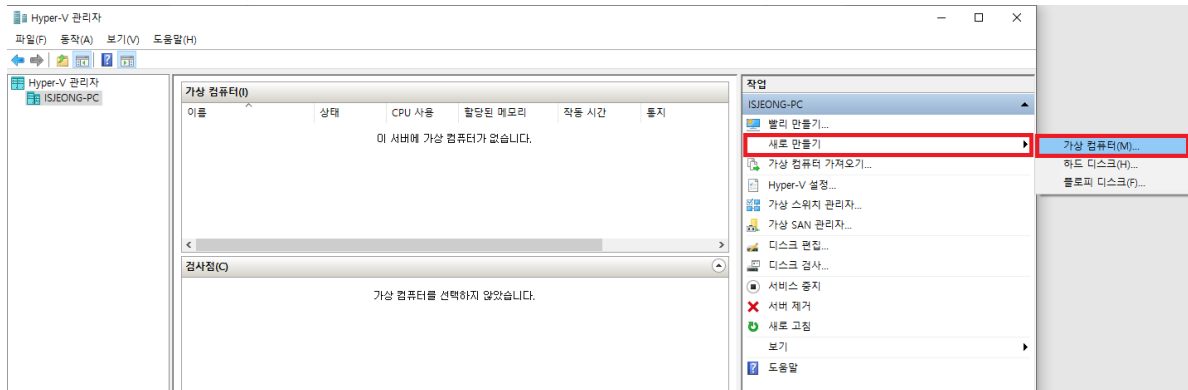 Hyper-V 관리자
파일(F) 동작(A) 보기(V) 도움말(H)
Hyper-V 관리자
ISJEONG-PC
가상 컴퓨터(I)
이름 상태 CPU 사용 할당된 메모리 작동 시간 통지
이 서버에 가상 컴퓨터가 없습니다.
검사점(C)
가상 컴퓨터를 선택하지 않았습니다.
작업
ISJEONG-PC
빨리 만들기...
새로 만들기
가상 컴퓨터 가져오기...
Hyper-V 설정...
가상 스위치 관리자...
가상 SAN 관리자...
디스크 편집...
디스크 검사...
서비스 중지
서버 제거
새로 고침
보기
도움말
가상 컴퓨터(M)...
하드 디스크(H)...
플로피 디스크(F)...